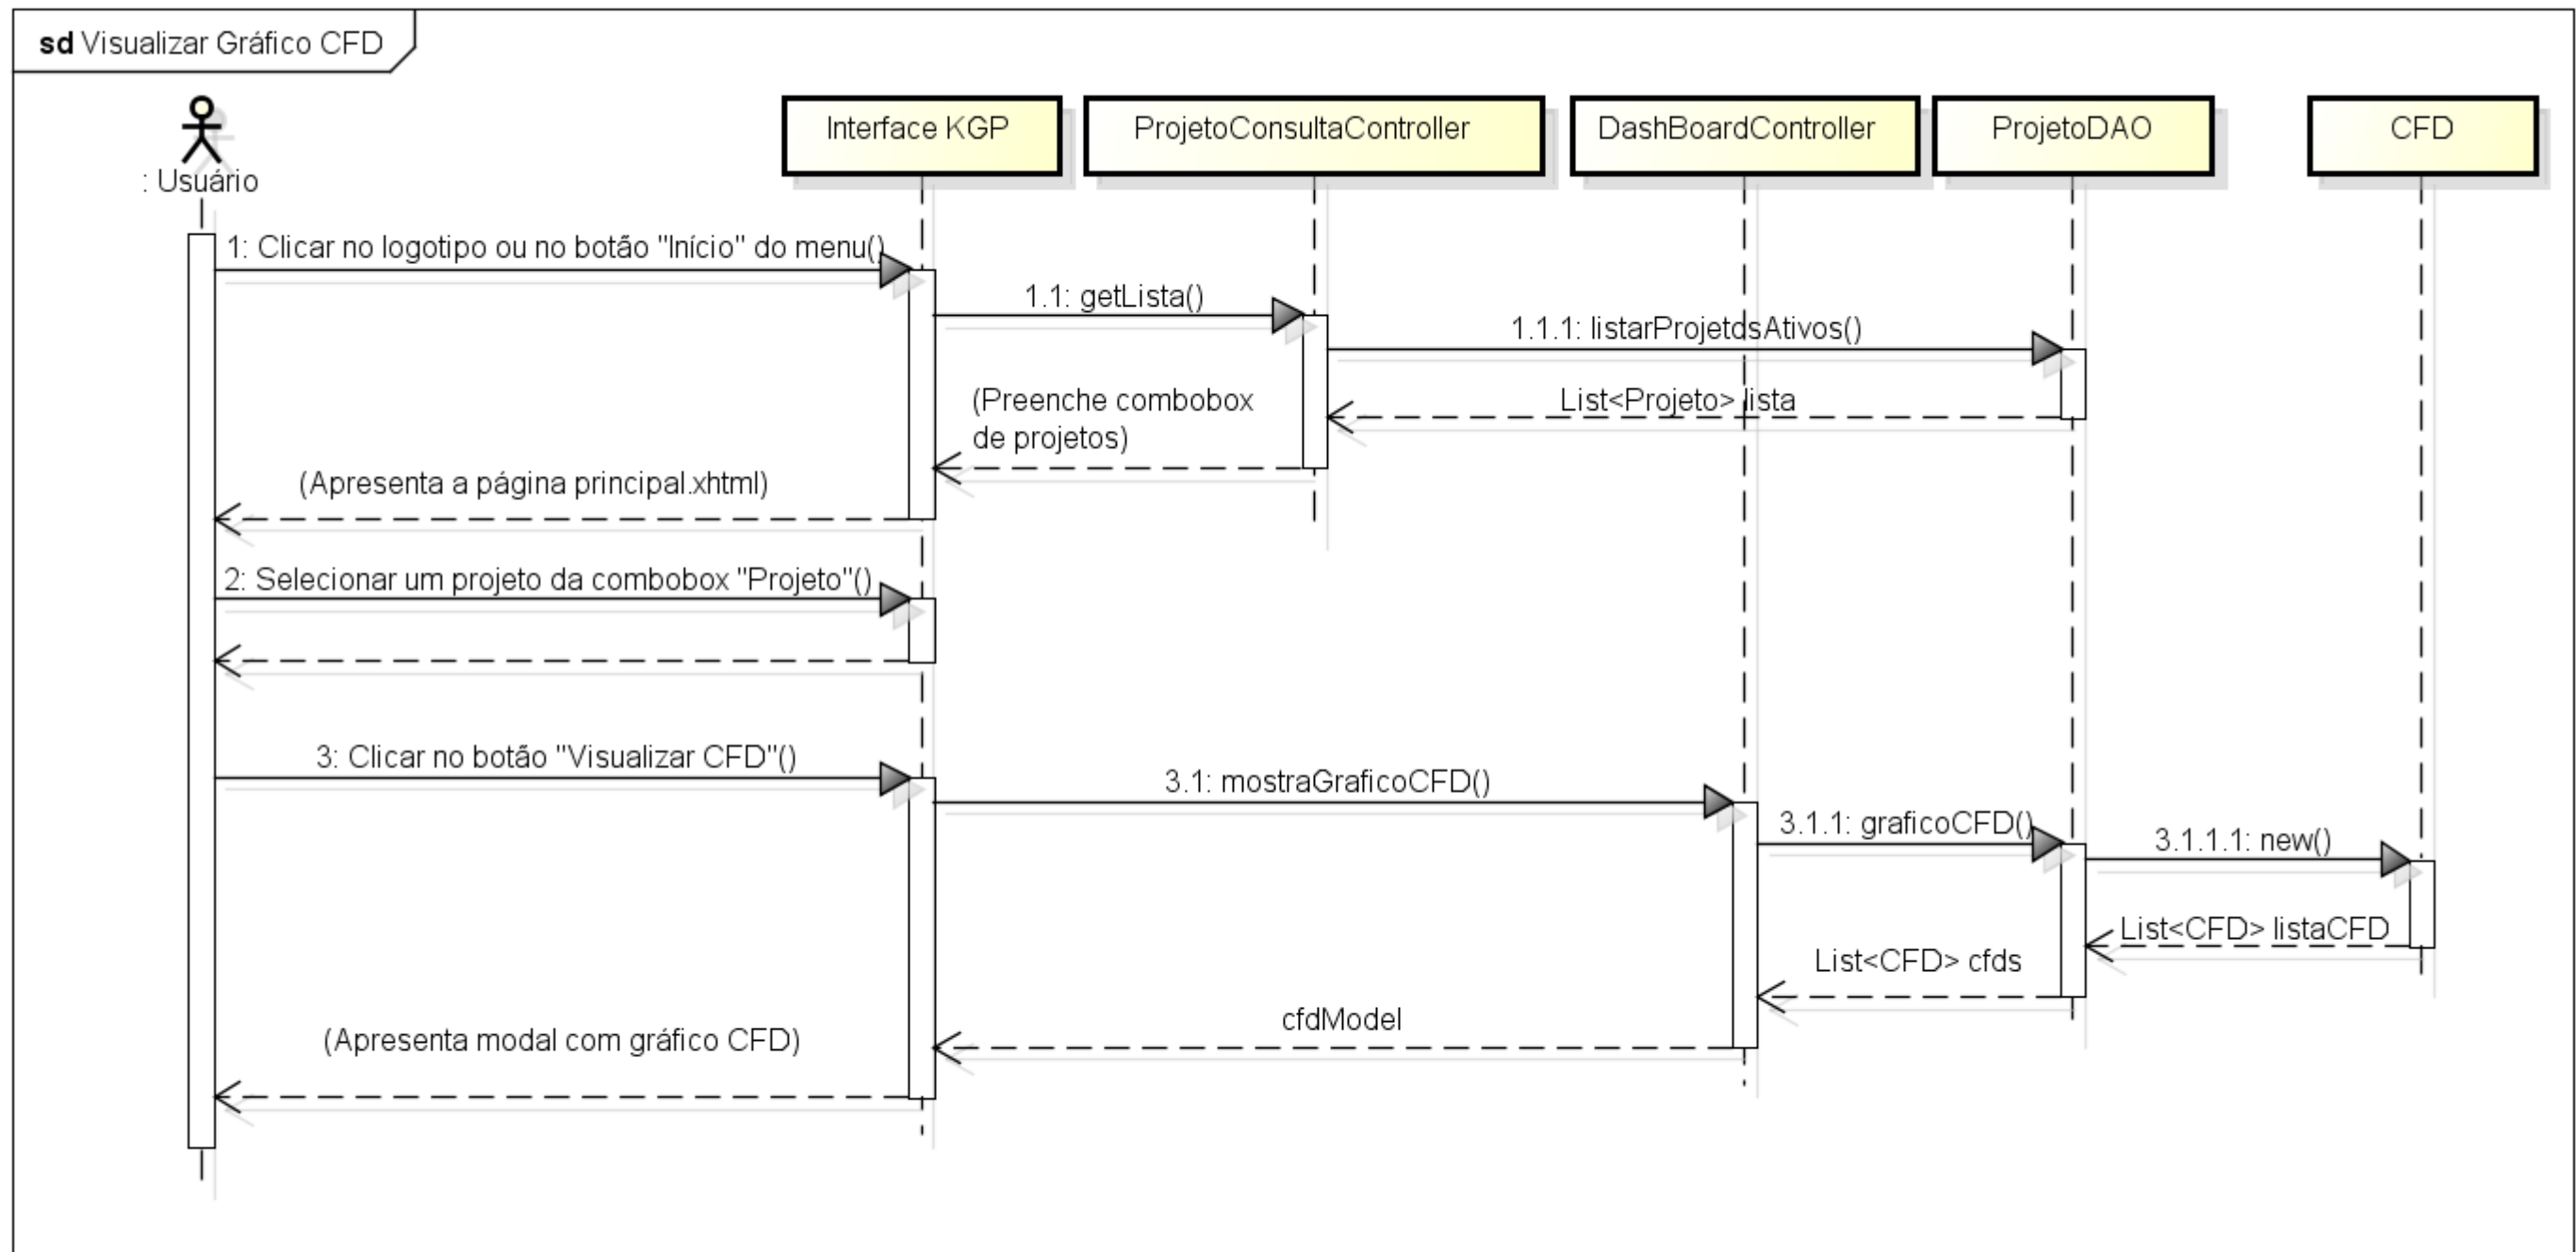 sd Visualizar Gráfico CFD
: Usuário
Interface KGP
ProjetoConsultaController
DashBoardController
ProjetoDAO
CFD
1: Clicar no logotipo ou no botão "Início" do menu()
1.1: getLista()
1.1.1: listarProjetosAtivos()
List<Projeto> lista
(Preenche combobox
de projetos)
(Apresenta a página principal.xhtml)
2: Selecionar um projeto da combobox "Projeto"()
3: Clicar no botão "Visualizar CFD"()
3.1: mostraGraficoCFD()
3.1.1: graficoCFD()
3.1.1.1: new()
List<CFD> listaCFD
List<CFD> cfds
cfdModel
(Apresenta modal com gráfico CFD)